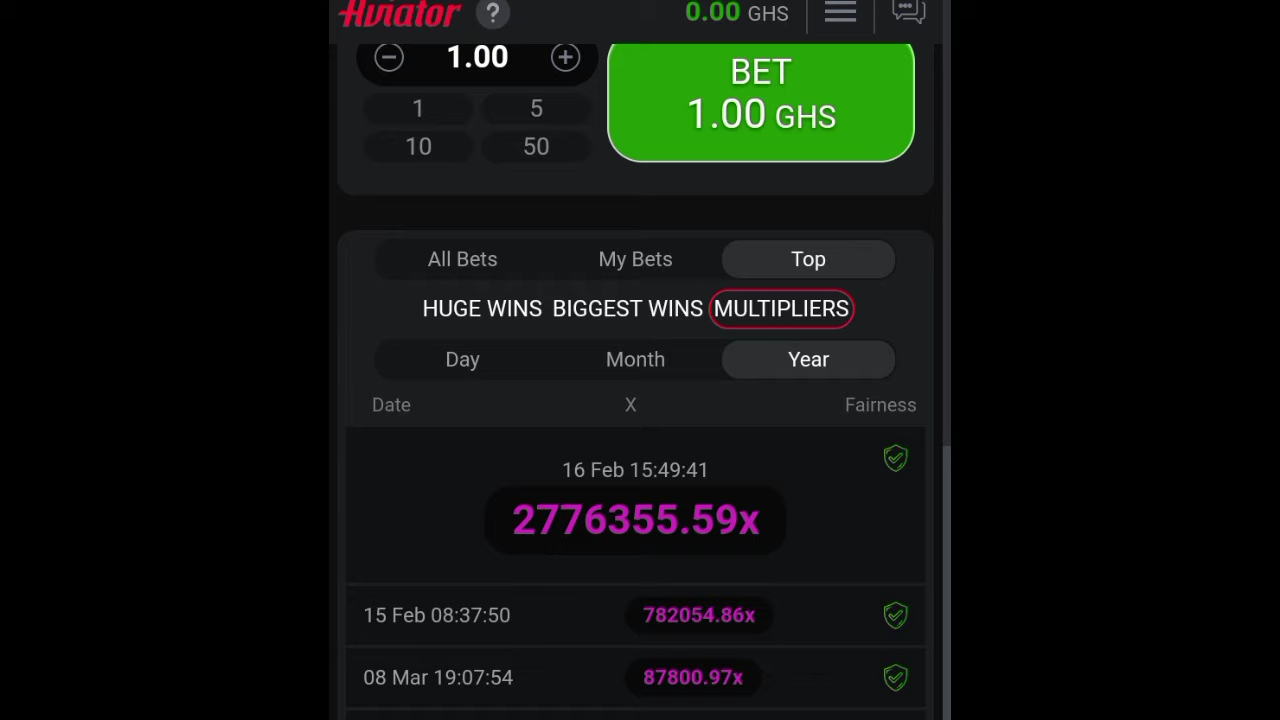 Aviator ? 0.00 GHS
1.00
BET
1.00 GHS
1 5
10 50
All Bets My Bets Top
HUGE WINS BIGGEST WINS MULTIPLIERS
Day Month Year
Date X Fairness
16 Feb 15:49:41
2776355.59x
15 Feb 08:37:50 782054.86x
08 Mar 19:07:54 87800.97x